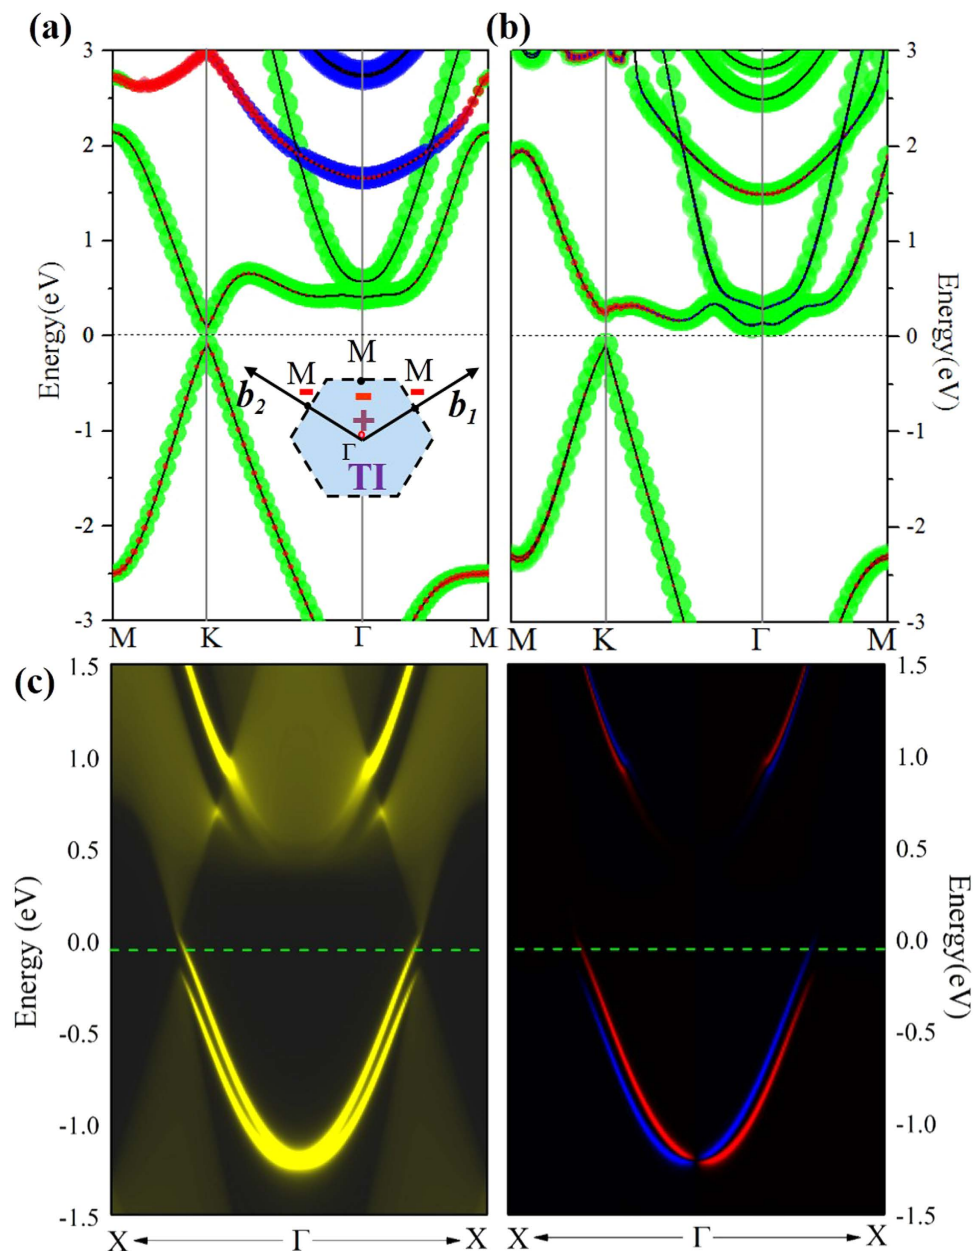 (a) (b)
3 3
2 2
1 1
0 0
-1 -1
-2 -2
-3 -3
Energy(eV) Energy(eV)
M M M
b2 b1
+
Γ
TI
M K Γ M M K Γ M
(c)
1.5 1.5
1.0 1.0
0.5 0.5
0.0 0.0
-0.5 -0.5
-1.0 -1.0
-1.5 -1.5
Energy (eV) Energy(eV)
X Γ X X Γ X